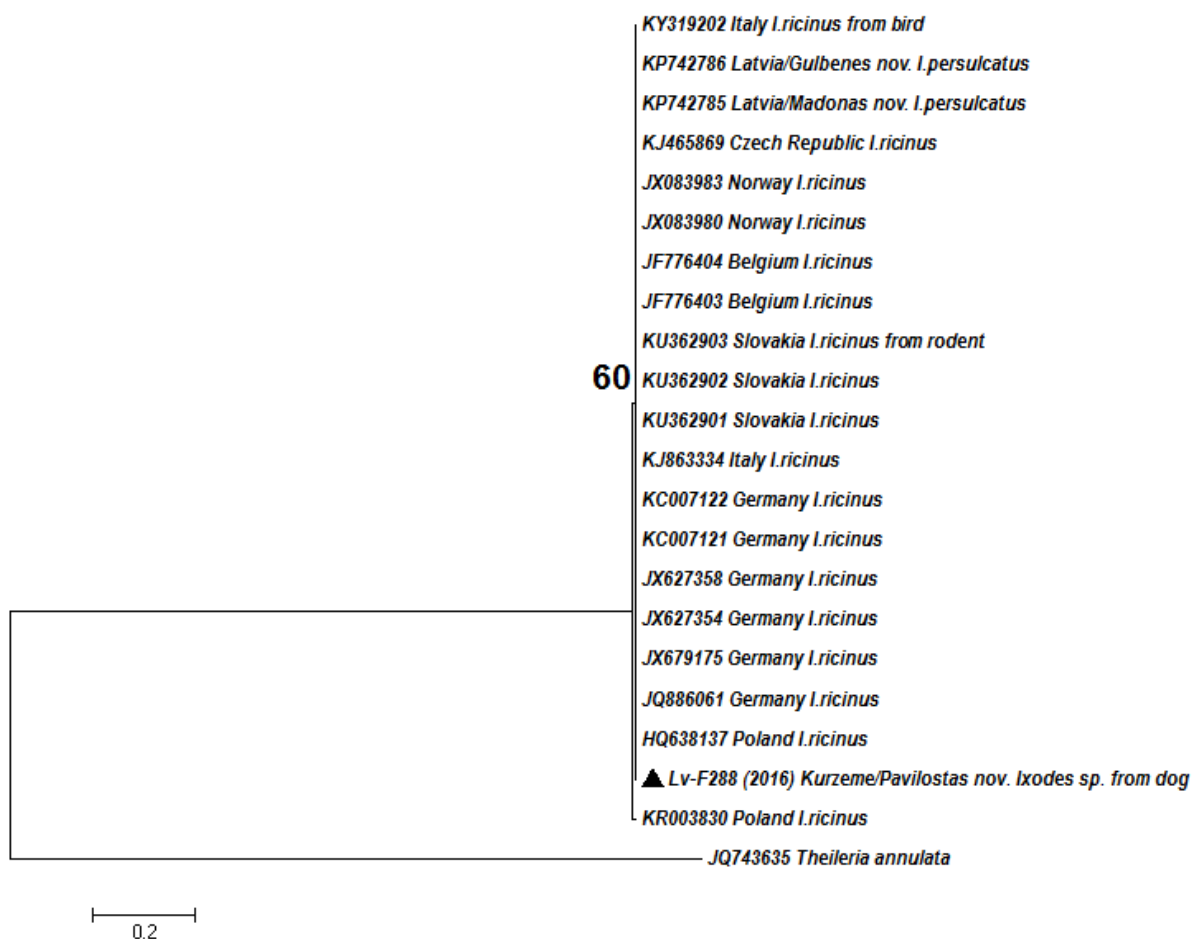 KY319202 Italy I.ricinus from bird
KP742786 Latvia/Gulbenes nov. I.persulcatus
KP742785 Latvia/Madonas nov. I.persulcatus
KJ465869 Czech Republic I.ricinus
JX083983 Norway I.ricinus
JX083980 Norway I.ricinus
JF776404 Belgium I.ricinus
JF776403 Belgium I.ricinus
KU362903 Slovakia I.ricinus from rodent
60
KU362902 Slovakia I.ricinus
KU362901 Slovakia I.ricinus
KJ863334 Italy I.ricinus
KC007122 Germany I.ricinus
KC007121 Germany I.ricinus
JX627358 Germany I.ricinus
JX627354 Germany I.ricinus
JX679175 Germany I.ricinus
JQ886061 Germany I.ricinus
HQ638137 Poland I.ricinus
Lv-F288 (2016) Kurzeme/Pavilostas nov. Ixodes sp. from dog
KR003830 Poland I.ricinus
JQ743635 Theileria annulata
0.2